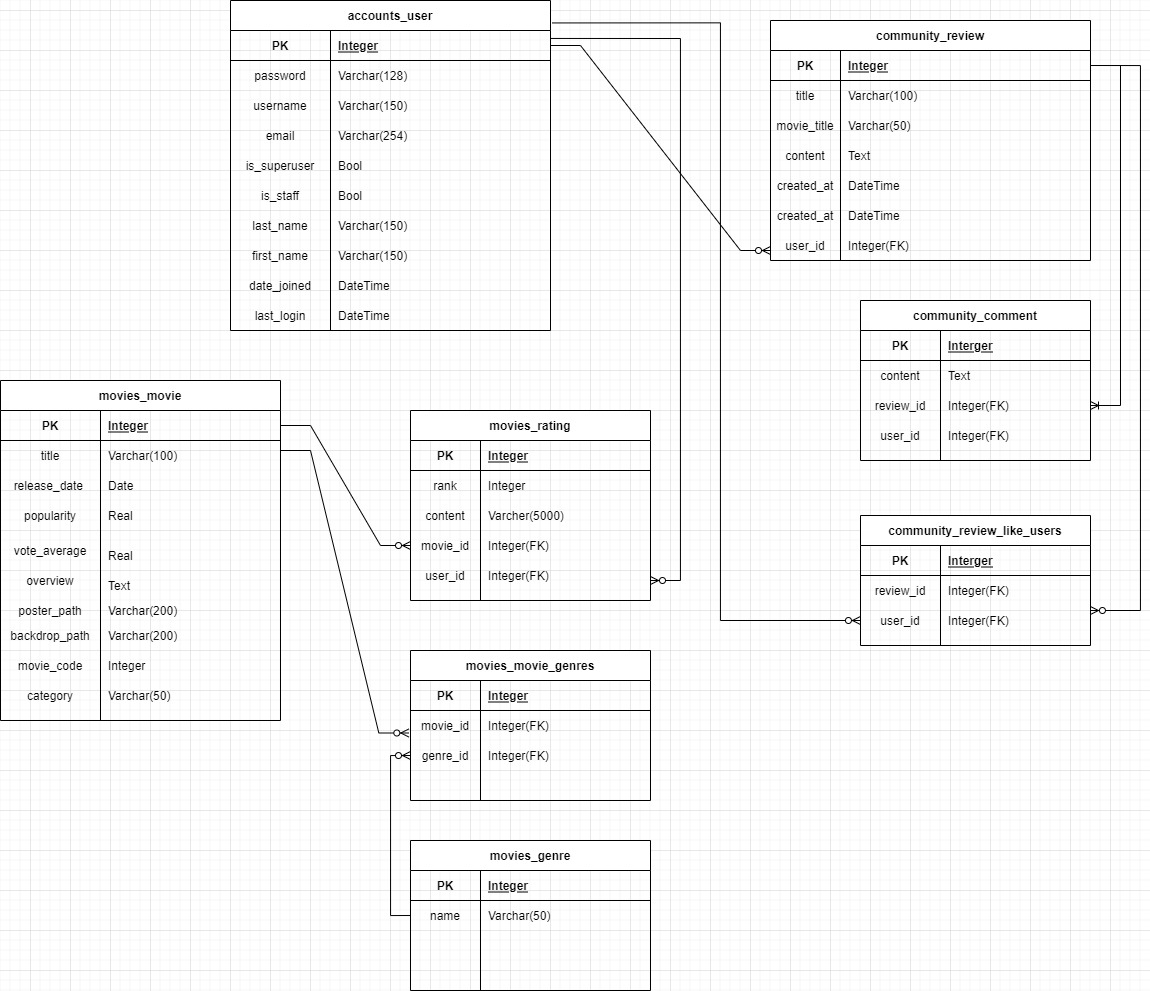 accounts_user
PK Integer
password Varchar(128)
username Varchar(150)
email Varchar(254)
is_superuser Bool
is_staff Bool
last_name Varchar(150)
first_name Varchar(150)
date_joined DateTime
last_login DateTime
community_review
PK Integer
title Varchar(100)
movie_title Varchar(50)
content Text
created_at DateTime
created_at DateTime
user_id Integer(FK)
community_comment
PK Interger
content Text
review_id Integer(FK)
user_id Integer(FK)
movies_movie
PK Integer
title Varchar(100)
release_date Date
popularity Real
vote_average Real
overview Text
poster_path Varchar(200)
backdrop_path Varchar(200)
movie_code Integer
category Varchar(50)
movies_rating
PK Integer
rank Integer
content Varcher(5000)
movie_id Integer(FK)
user_id Integer(FK)
community_review_like_users
PK Interger
review_id Integer(FK)
user_id Integer(FK)
movies_movie_genres
PK Integer
movie_id Integer(FK)
genre_id Integer(FK)
movies_genre
PK Integer
name Varchar(50)